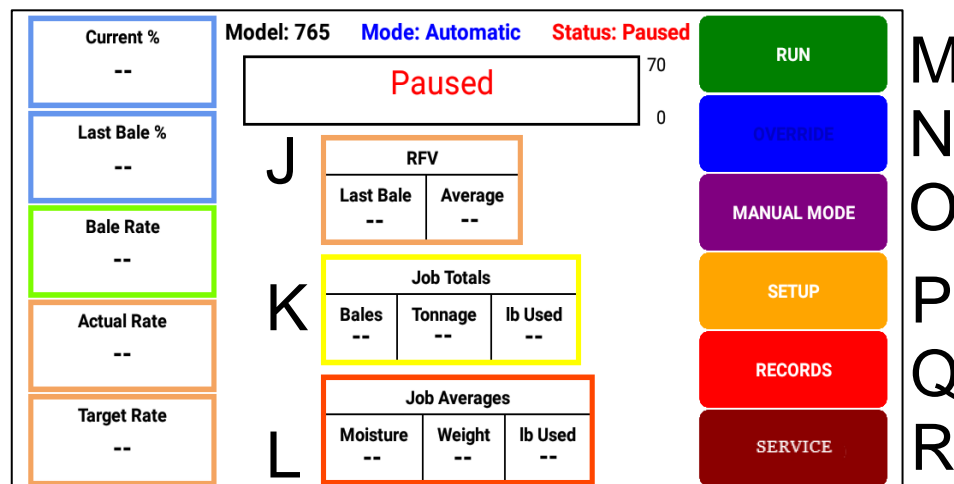 Model: 765 Mode: Automatic Status: Paused
Current %
--
Paused
70
0
Last Bale %
--
Bale Rate
--
Actual Rate
--
Target Rate
--
J
RFV
Last Bale Average
-- --
K
Job Totals
Bales Tonnage lb Used
-- -- --
L
Job Averages
Moisture Weight lb Used
-- -- --
RUN M
OVERRIDE N
MANUAL MODE O
SETUP P
RECORDS Q
SERVICE R